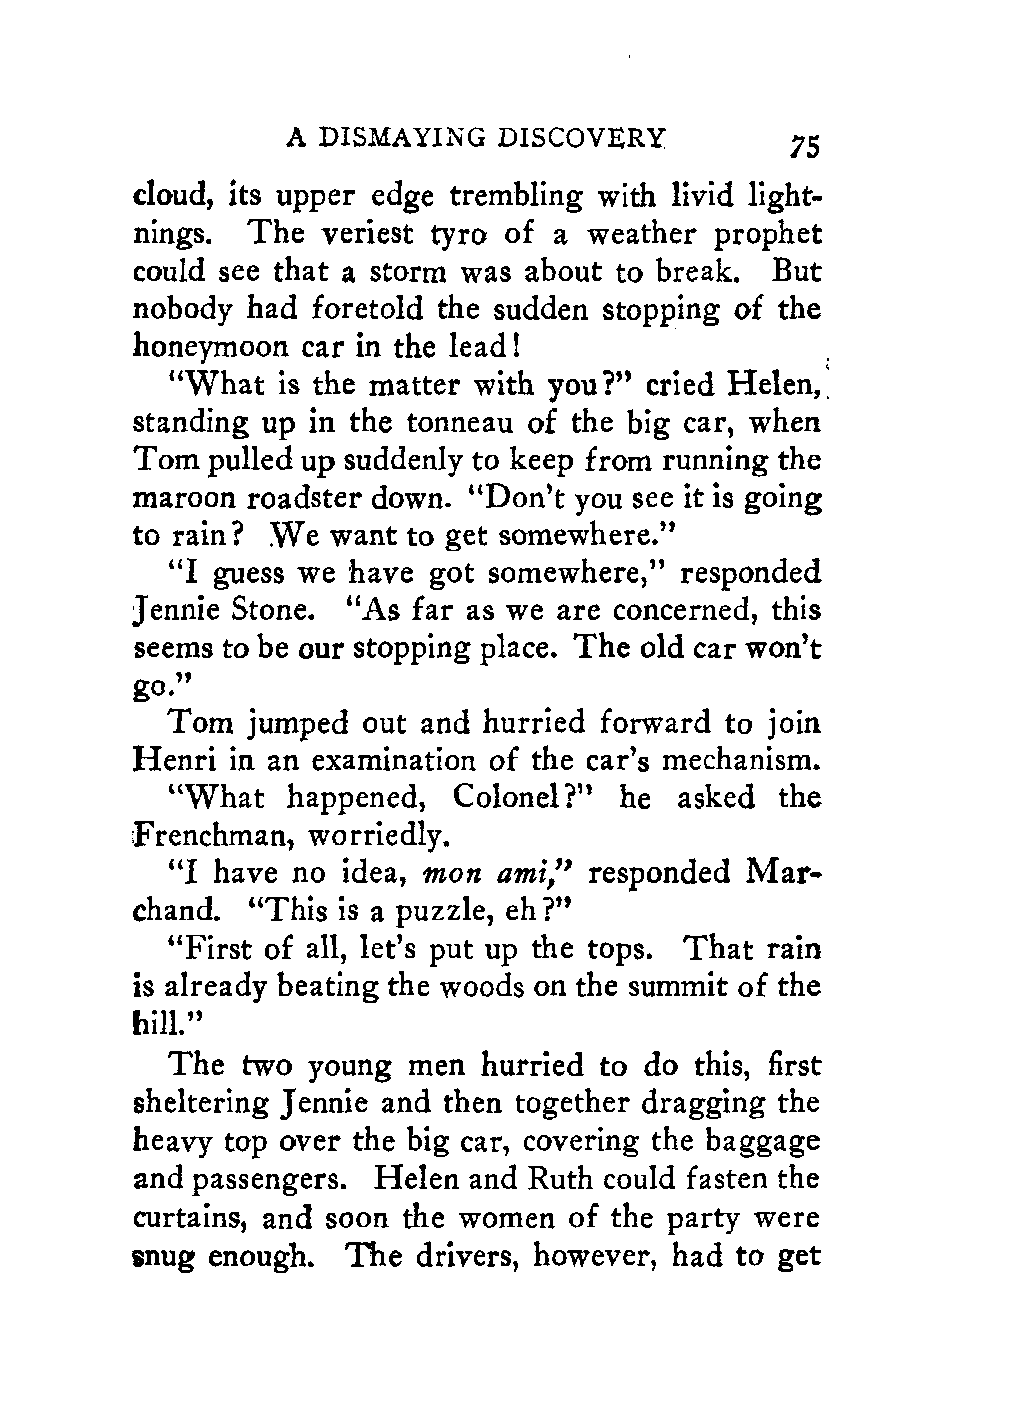 A DISMAYING DISCOVERY 75
cloud, its upper edge trembling with livid light-
nings. The veriest tyro of a weather prophet
could see that a storm was about to break. But
nobody had foretold the sudden stopping of the
honeymoon car in the lead!
"What is the matter with you?" cried Helen,
standing up in the tonneau of the big car, when
Tom pulled up suddenly to keep from running the
maroon roadster down. "Don't you see it is going
to rain? We want to get somewhere."
"I guess we have got somewhere," responded
Jennie Stone. "As far as we are concerned, this
seems to be our stopping place. The old car won't
go."
Tom jumped out and hurried forward to join
Henri in an examination of the car's mechanism.
"What happened, Colonel?" he asked the
Frenchman, worriedly.
"I have no idea, mon ami," responded Mar-
chand. "This is a puzzle, eh?"
"First of all, let's put up the tops. That rain
is already beating the woods on the summit of the
hill."
The two young men hurried to do this, first
sheltering Jennie and then together dragging the
heavy top over the big car, covering the baggage
and passengers. Helen and Ruth could fasten the
curtains, and soon the women of the party were
snug enough. The drivers, however, had to get